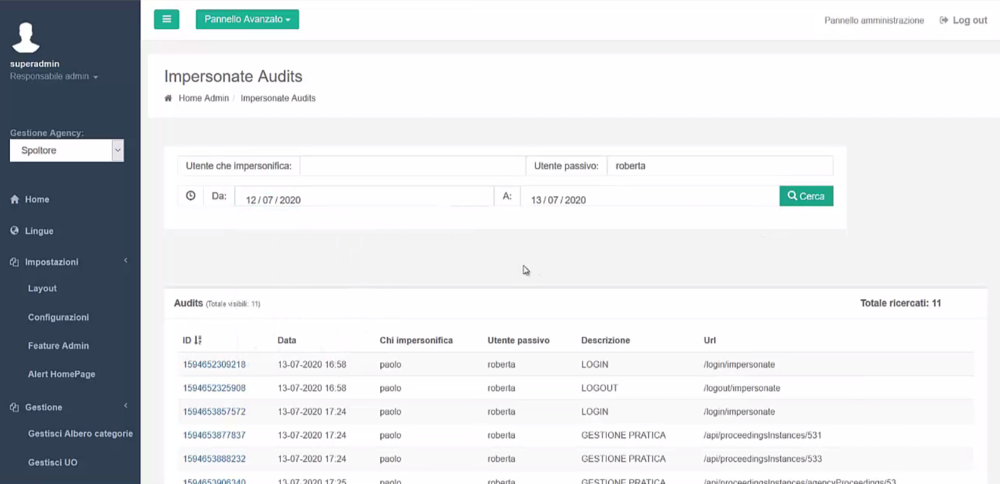 Pannello Avanzato
Pannello amministrazione
Log out
superadmin
Responsabile admin
Impersonate Audits
Home Admin / Impersonate Audits
Gestione Agency:
Spoltore
Utente che impersonifica:
Utente passivo: roberta
Da: 12 / 07 / 2020
A: 13 / 07 / 2020
Cerca
Home
Lingue
Impostazioni
Layout
Configurazioni
Feature Admin
Alert HomePage
Gestione
Gestisci Albero categorie
Gestisci UO
Audits (Totale visibili: 11)
Totale ricercati: 11
ID Data Chi impersonifica Utente passivo Descrizione Url
1594652309218 13-07-2020 16:58 paolo roberta LOGIN /login/impersonate
1594652325908 13-07-2020 16:58 paolo roberta LOGOUT /logout/impersonate
1594653857572 13-07-2020 17:24 paolo roberta LOGIN /login/impersonate
1594653877837 13-07-2020 17:24 paolo roberta GESTIONE PRATICA /api/proceedingsInstances/531
1594653888232 13-07-2020 17:24 paolo roberta GESTIONE PRATICA /api/proceedingsInstances/533
1594653906340 13-07-2020 17:25 paolo roberta GESTIONE PRATICA /api/proceedingsInstances/agencyProceedings/53